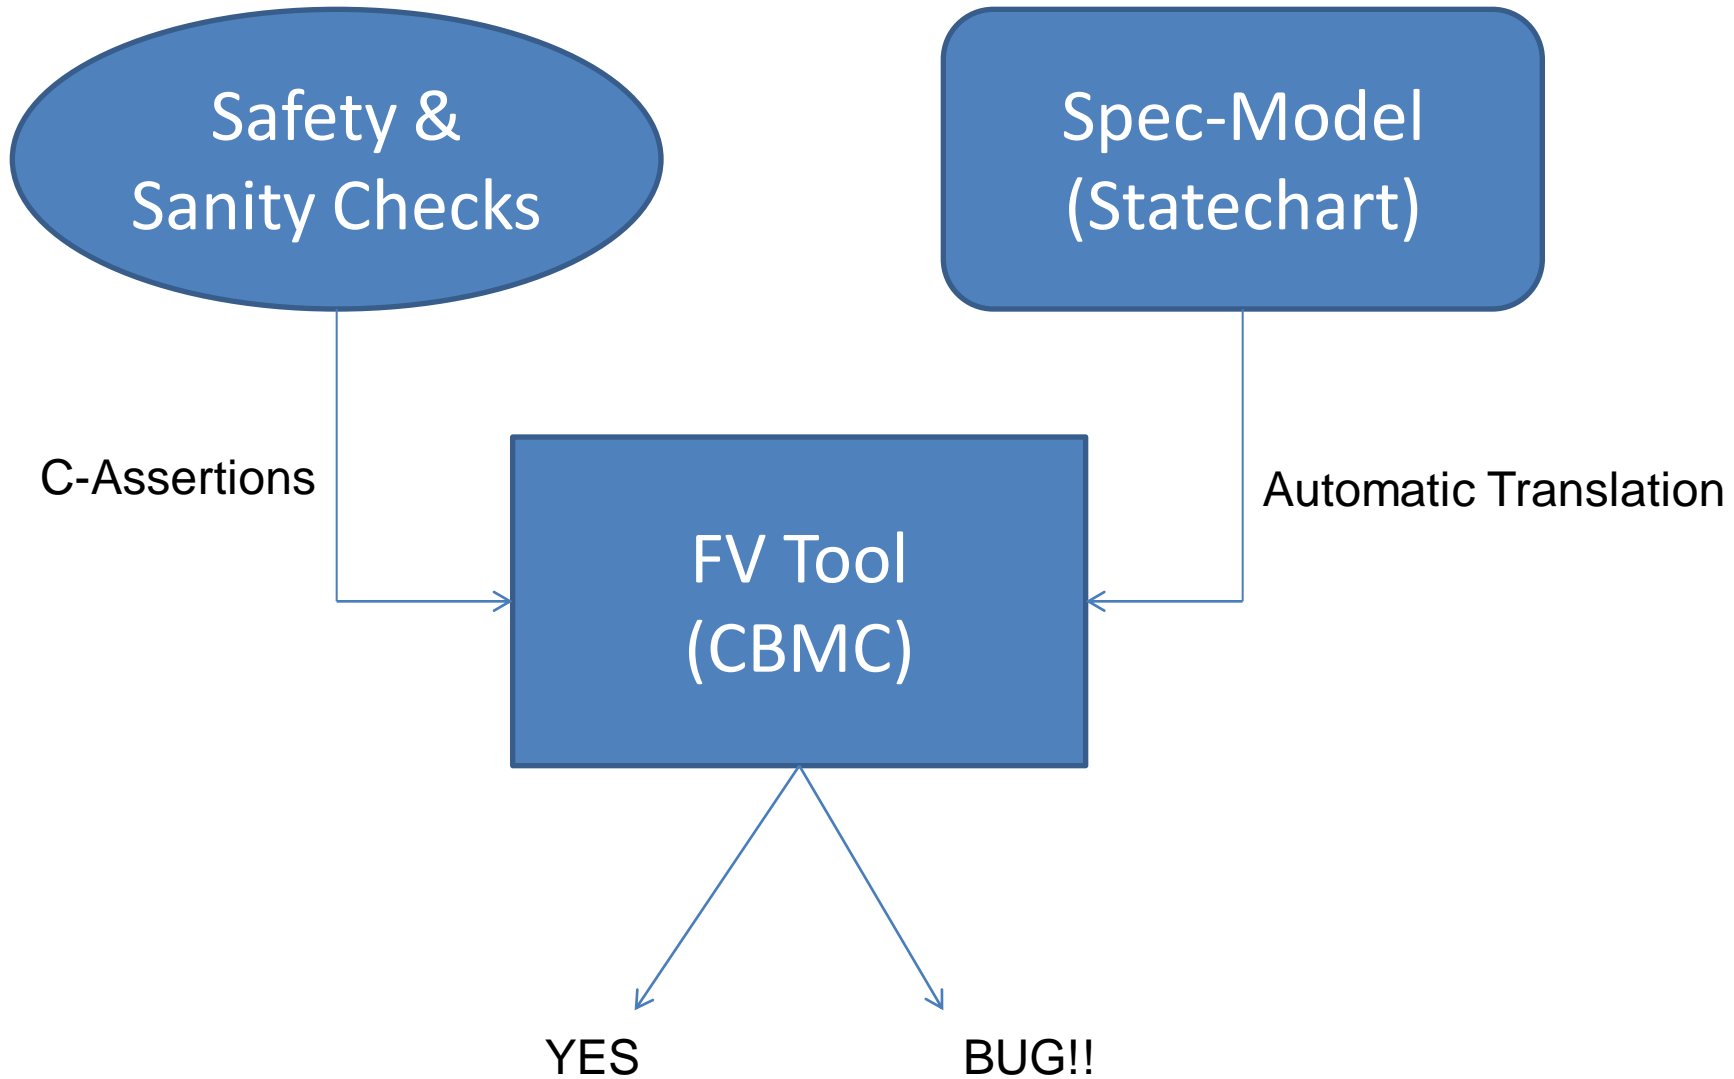 Safety &
Sanity Checks
Spec-Model
(Statechart)
C-Assertions
Automatic Translation
FV Tool
(CBMC)
YES
BUG!!